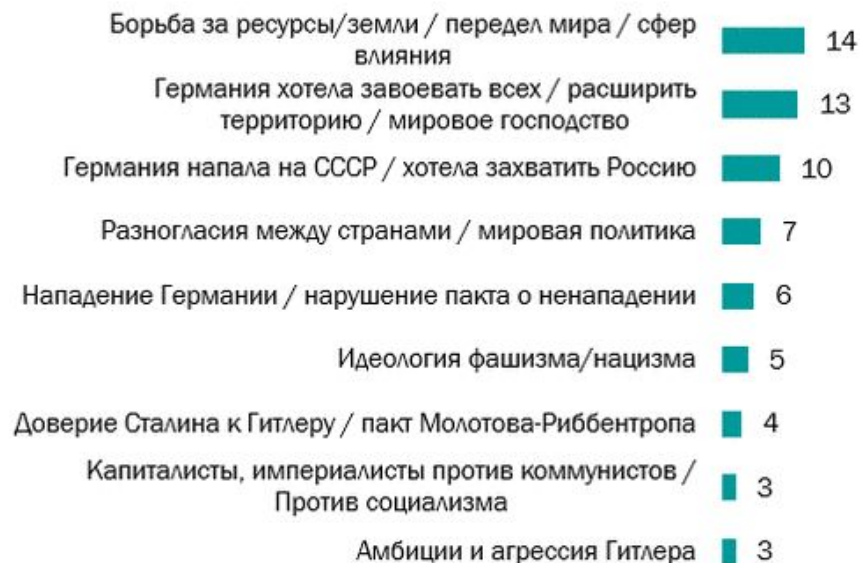 Борьба за ресурсы/земли / передел мира / сфер
влияния
14
Германия хотела завоевать всех / расширить
территорию / мировое господство
13
Германия напала на СССР / хотела захватить Россию
10
Разногласия между странами / мировая политика
7
Нападение Германии / нарушение пакта о ненападении
6
Идеология фашизма/нацизма
5
Доверие Сталина к Гитлеру / пакт Молотова-Риббентропа
4
Капиталисты, империалисты против коммунистов /
Против социализма
3
Амбиции и агрессия Гитлера
3